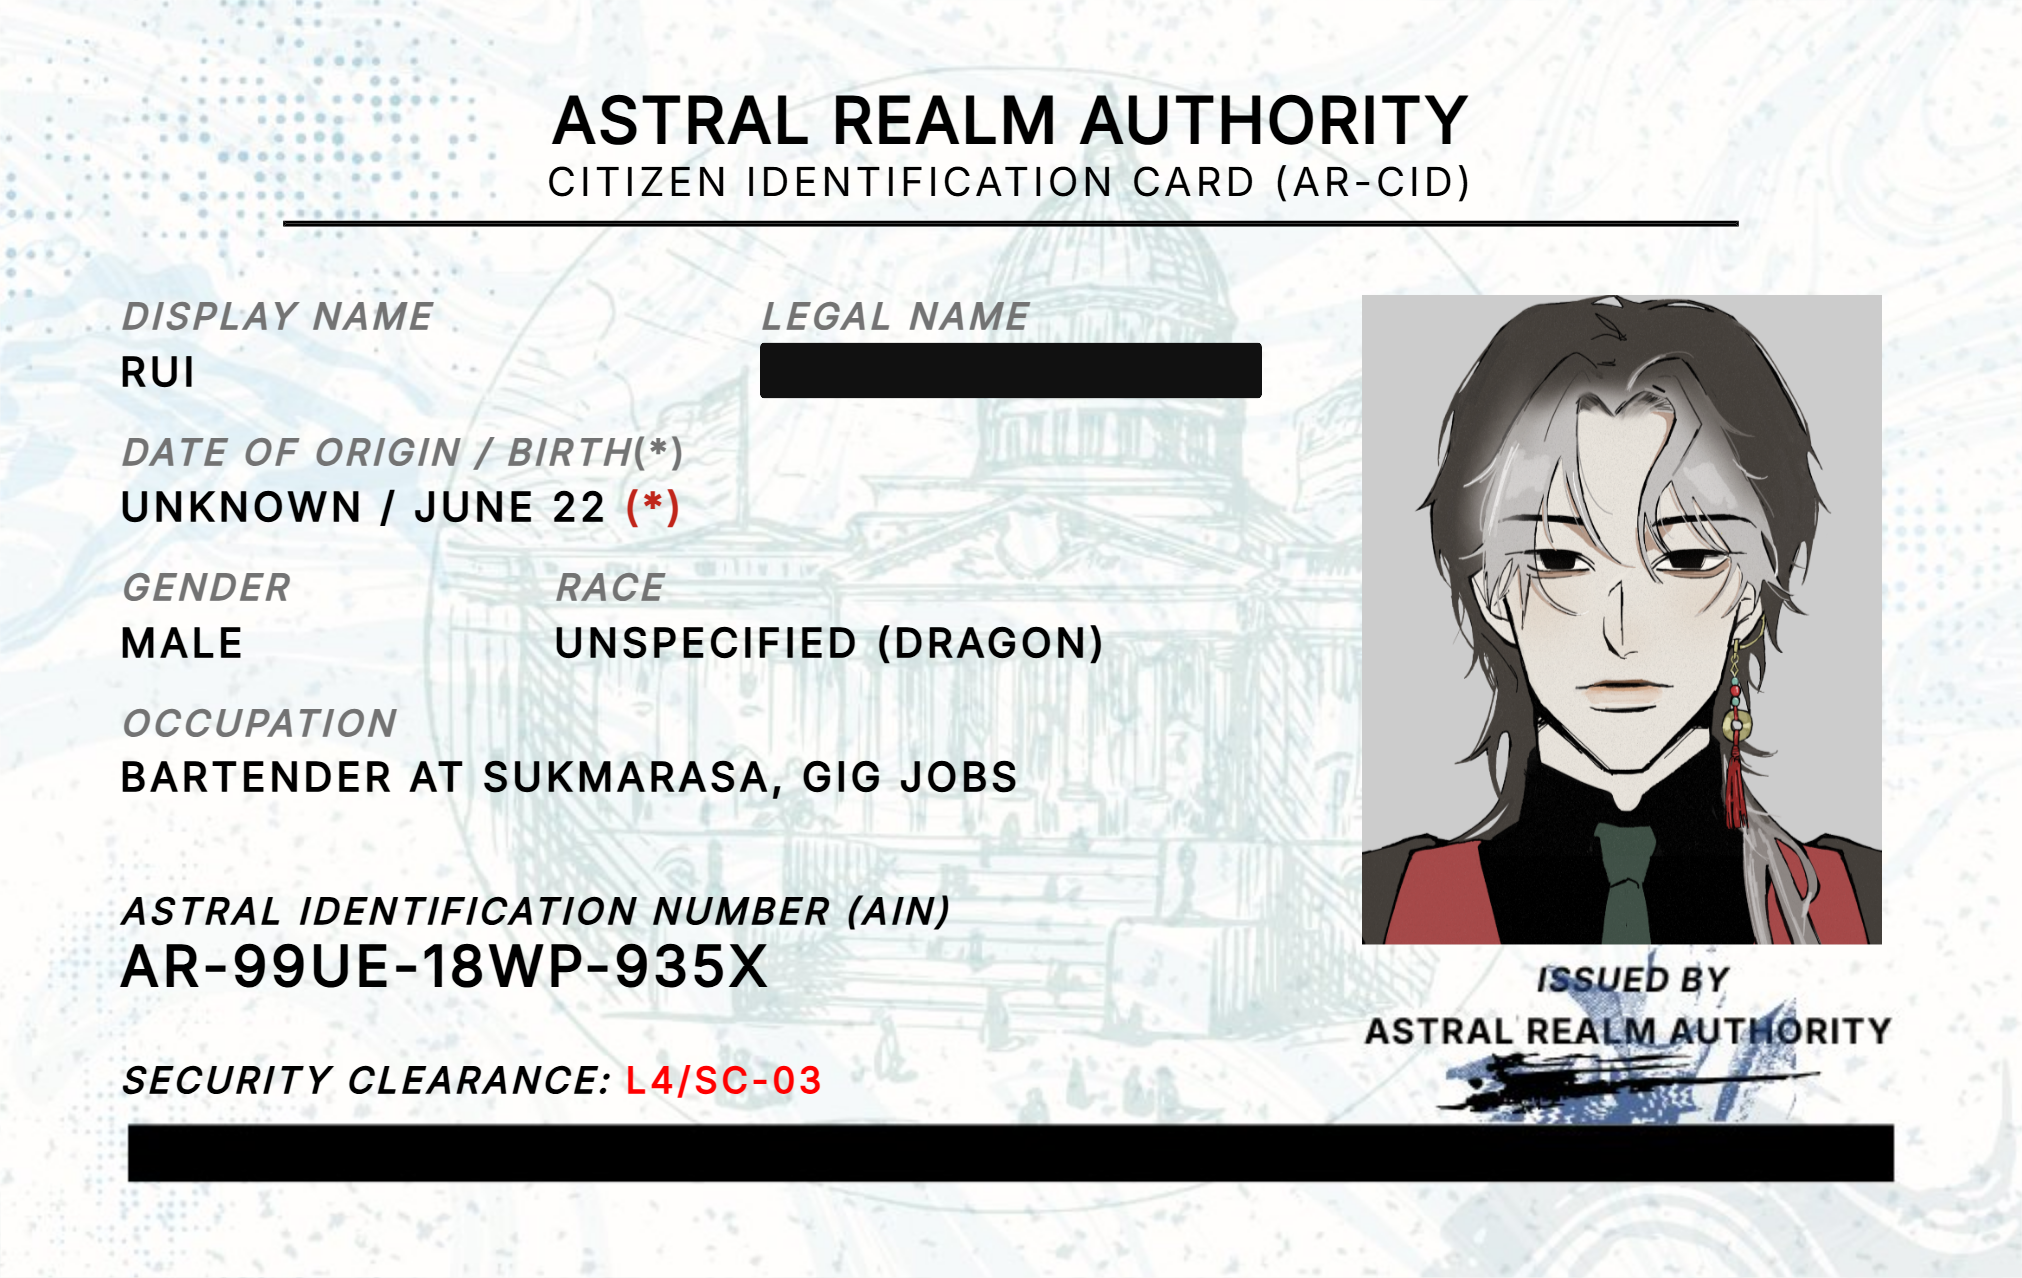 ASTRAL REALM AUTHORITY
CITIZEN IDENTIFICATION CARD (AR-CID)
DISPLAY NAME
RUI
LEGAL NAME
DATE OF ORIGIN / BIRTH(*)
UNKNOWN / JUNE 22 (*)
GENDER
MALE
RACE
UNSPECIFIED (DRAGON)
OCCUPATION
BARTENDER AT SUKMARASA, GIG JOBS
ASTRAL IDENTIFICATION NUMBER (AIN)
AR-99UE-18WP-935X
SECURITY CLEARANCE: L4/SC-03
ISSUED BY
ASTRAL REALM AUTHORITY